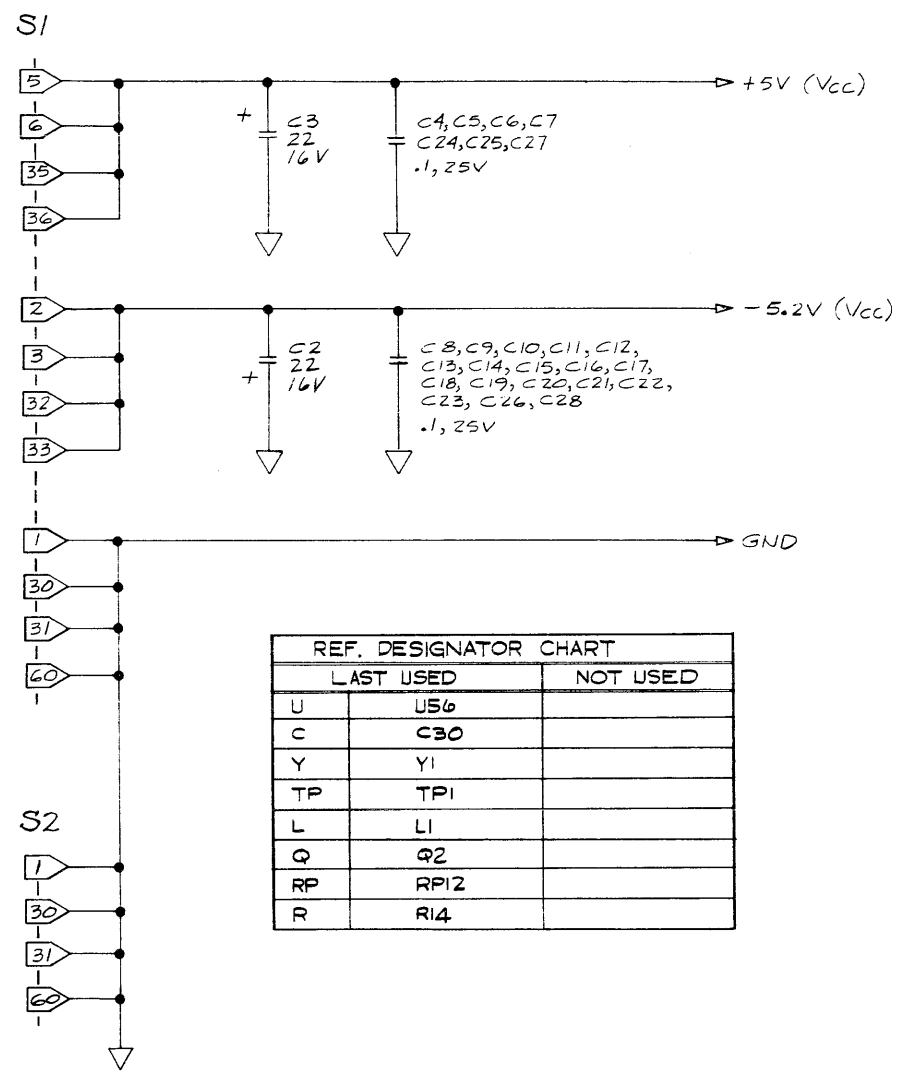 S1
5
+5V (VCC)
6
+
C3
22
16V
C4, C5, C6, C7
C24, C25, C27
.1, 25V
35
36
2
-5.2V (VCC)
3
+
C2
22
16V
C8, C9, C10, C11, C12,
C13, C14, C15, C16, C17,
C18, C19, C20, C21, C22,
C23, C26, C28
.1, 25V
32
33
1
GND
30
31
60
REF. DESIGNATOR CHART
LAST USED NOT USED
U U56
C C30
Y Y1
TP TP1
L L1
Q Q2
RP RP12
R R14
S2
1
30
31
60